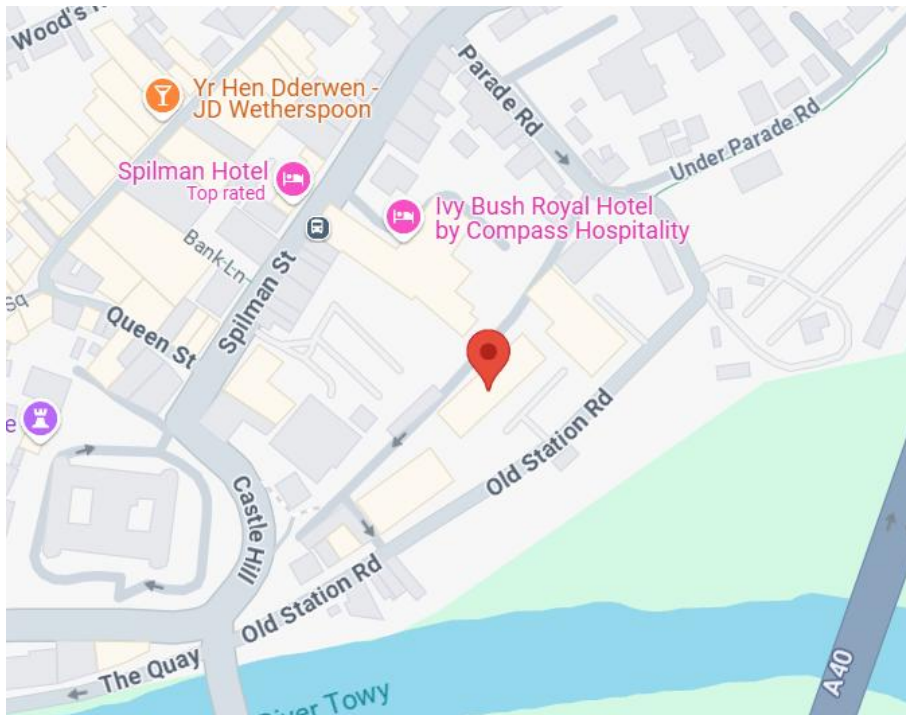 Wood's R
Parade Rd
Yr Hen Dderwen -
JD Wetherspoon
Under Parade Rd
Spilman Hotel
Top rated
Ivy Bush Royal Hotel
by Compass Hospitality
Bank Ln
Spilman St
Sq
Queen St
e
Old Station Rd
Castle Hill
Old Station Rd
The Quay
River Towy
A40